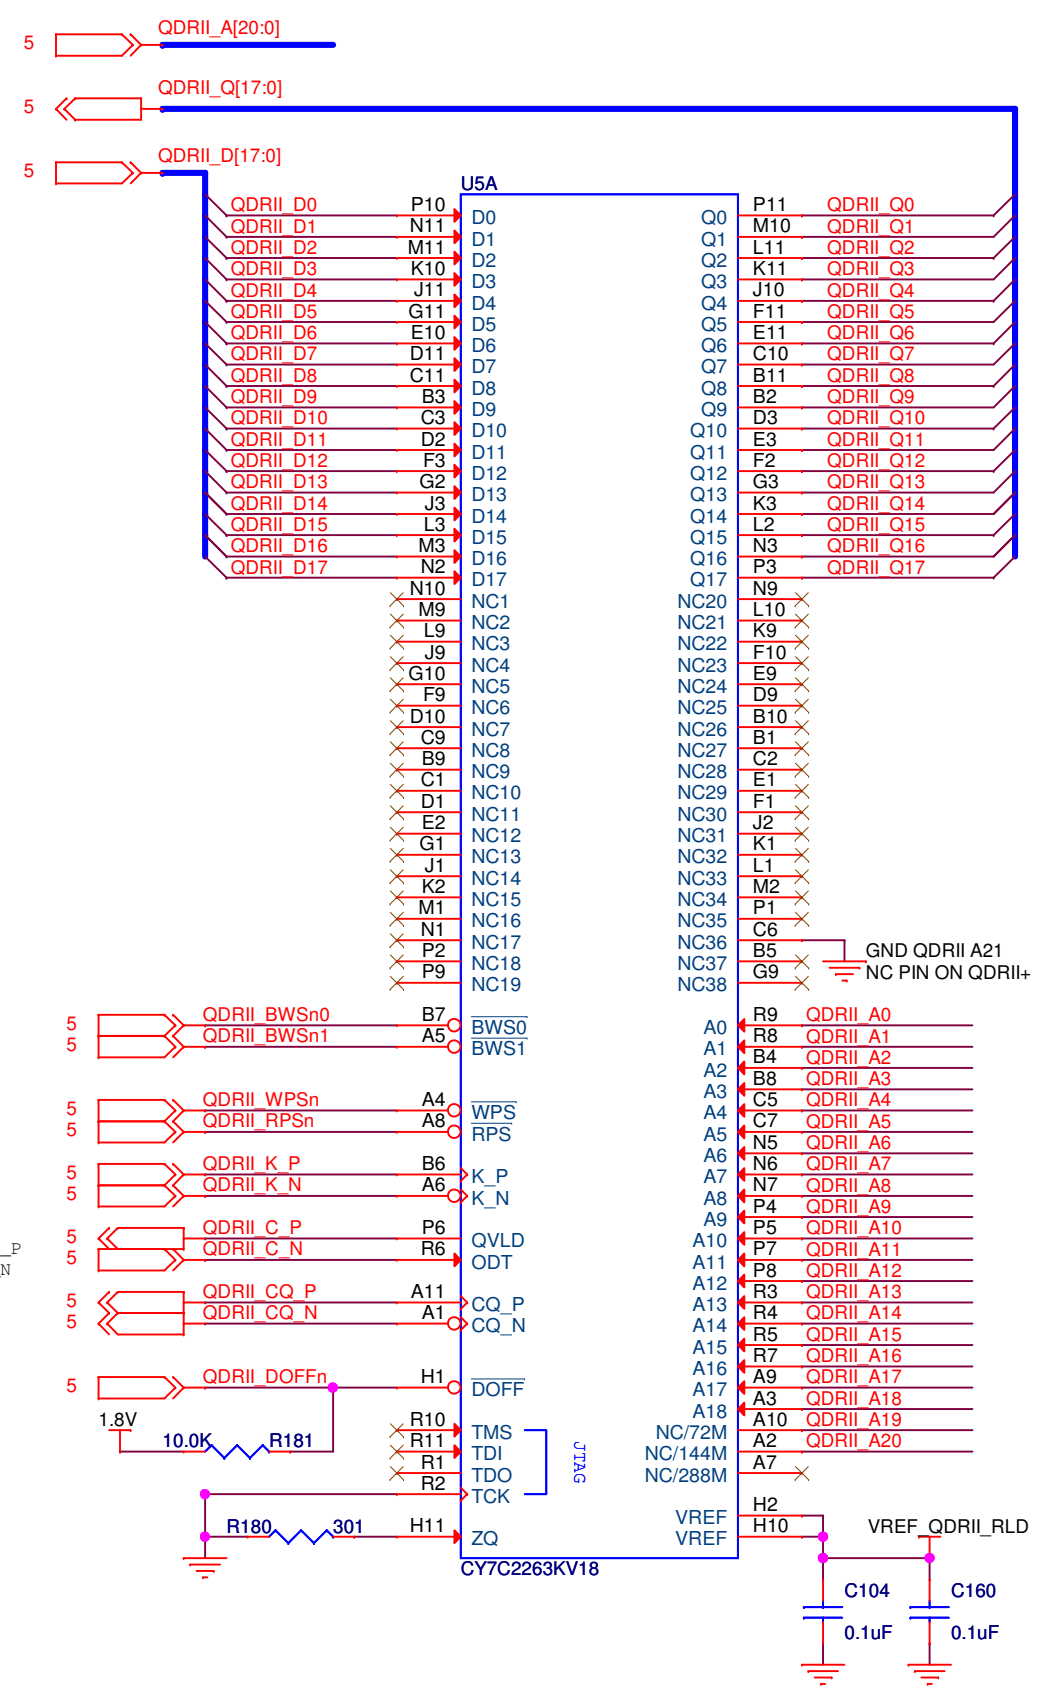 5 QDRII_A[20:0]
5 QDRII_Q[17:0]
5 QDRII_D[17:0]
U5A
QDRII_D0 P10 D0 Q0 P11 QDRII_Q0
QDRII_D1 N11 D1 Q1 M10 QDRII_Q1
QDRII_D2 M11 D2 Q2 L11 QDRII_Q2
QDRII_D3 K10 D3 Q3 K11 QDRII_Q3
QDRII_D4 J11 D4 Q4 J10 QDRII_Q4
QDRII_D5 G11 D5 Q5 F11 QDRII_Q5
QDRII_D6 E10 D6 Q6 E11 QDRII_Q6
QDRII_D7 D11 D7 Q7 C10 QDRII_Q7
QDRII_D8 C11 D8 Q8 B11 QDRII_Q8
QDRII_D9 B3 D9 Q9 B2 QDRII_Q9
QDRII_D10 C3 D10 Q10 D3 QDRII_Q10
QDRII_D11 D2 D11 Q11 E3 QDRII_Q11
QDRII_D12 F3 D12 Q12 F2 QDRII_Q12
QDRII_D13 G2 D13 Q13 G3 QDRII_Q13
QDRII_D14 J3 D14 Q14 K3 QDRII_Q14
QDRII_D15 L3 D15 Q15 L2 QDRII_Q15
QDRII_D16 M3 D16 Q16 N3 QDRII_Q16
QDRII_D17 N2 D17 Q17 P3 QDRII_Q17
N10 NC1 NC20 N9
M9 NC2 NC21 L10
L9 NC3 NC22 K9
J9 NC4 NC23 F10
G10 NC5 NC24 E9
F9 NC6 NC25 D9
D10 NC7 NC26 B10
C9 NC8 NC27 B1
B9 NC9 NC28 C2
C1 NC10 NC29 E1
D1 NC11 NC30 F1
E2 NC12 NC31 J2
G1 NC13 NC32 K1
J1 NC14 NC33 L1
K2 NC15 NC34 M2
M1 NC16 NC35 P1
N1 NC17 NC36 C6
P2 NC18 NC37 B5 GND QDRII A21
P9 NC19 NC38 G9 NC PIN ON QDRII+
5 QDRII_BWSn0 B7 BWS0 A0 R9 QDRII_A0
5 QDRII_BWSn1 A5 BWS1 A1 R8 QDRII_A1
A2 B4 QDRII_A2
A3 B8 QDRII_A3
5 QDRII_WPSn A4 WPS A4 C5 QDRII_A4
5 QDRII_RPSn A8 RPS A5 C7 QDRII_A5
A6 N5 QDRII_A6
5 QDRII_K_P B6 K_P A7 N6 QDRII_A7
5 QDRII_K_N A6 K_N A8 N7 QDRII_A8
A9 P4 QDRII_A9
5 QDRII_C_P P6 QVLD A10 P5 QDRII_A10
_P
5 QDRII_C_N R6 ODT A11 P7 QDRII_A11
N
A12 P8 QDRII_A12
5 QDRII_CQ_P A11 CQ_P A13 R3 QDRII_A13
5 QDRII_CQ_N A1 CQ_N A14 R4 QDRII_A14
A15 R5 QDRII_A15
A16 R7 QDRII_A16
5 QDRII_DOFFn H1 DOFF A17 A9 QDRII_A17
A18 A3 QDRII_A18
1.8V R10 TMS NC/72M A10 QDRII_A19
10.0K R181 R11 TDI NC/144M A2 QDRII_A20
JTAG
R1 TDO NC/288M A7
R2 TCK
VREF H2
R180 301 H11 ZQ VREF H10 VREF_QDRII_RLD
CY7C2263KV18
C104 C160
0.1uF 0.1uF